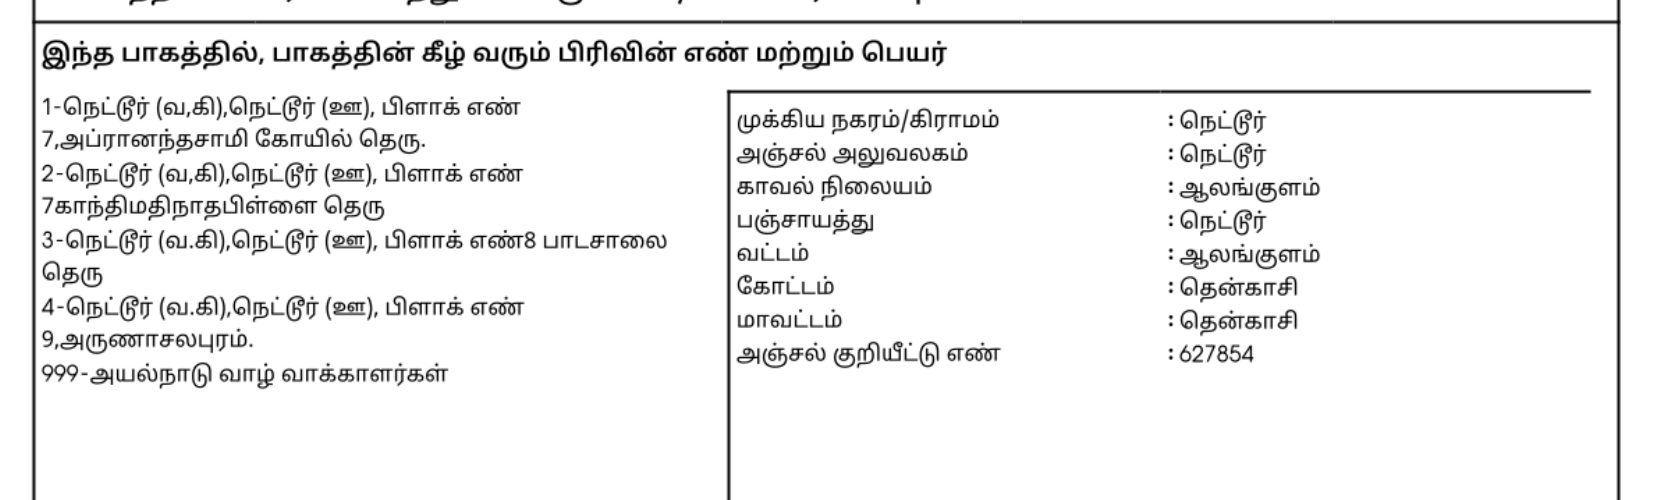 இந்த பாகத்தில், பாகத்தின் கீழ் வரும் பிரிவின் எண் மற்றும் பெயர்
1-நெட்டூர் (வ,கி),நெட்டூர் (ஊ), பிளாக் எண்
7,அப்ரானந்தசாமி கோயில் தெரு.
2-நெட்டூர் (வ,கி),நெட்டூர் (ஊ), பிளாக் எண்
7காந்திமதிநாதபிள்ளை தெரு
3-நெட்டூர் (வ.கி),நெட்டூர் (ஊ), பிளாக் எண்8 பாடசாலை
தெரு
4-நெட்டூர் (வ.கி),நெட்டூர் (ஊ), பிளாக் எண்
9,அருணாசலபுரம்.
999-அயல்நாடு வாழ் வாக்காளர்கள்
முக்கிய நகரம்/கிராமம் : நெட்டூர்
அஞ்சல் அலுவலகம் : நெட்டூர்
காவல் நிலையம் : ஆலங்குளம்
பஞ்சாயத்து : நெட்டூர்
வட்டம் : ஆலங்குளம்
கோட்டம் : தென்காசி
மாவட்டம் : தென்காசி
அஞ்சல் குறியீட்டு எண் : 627854